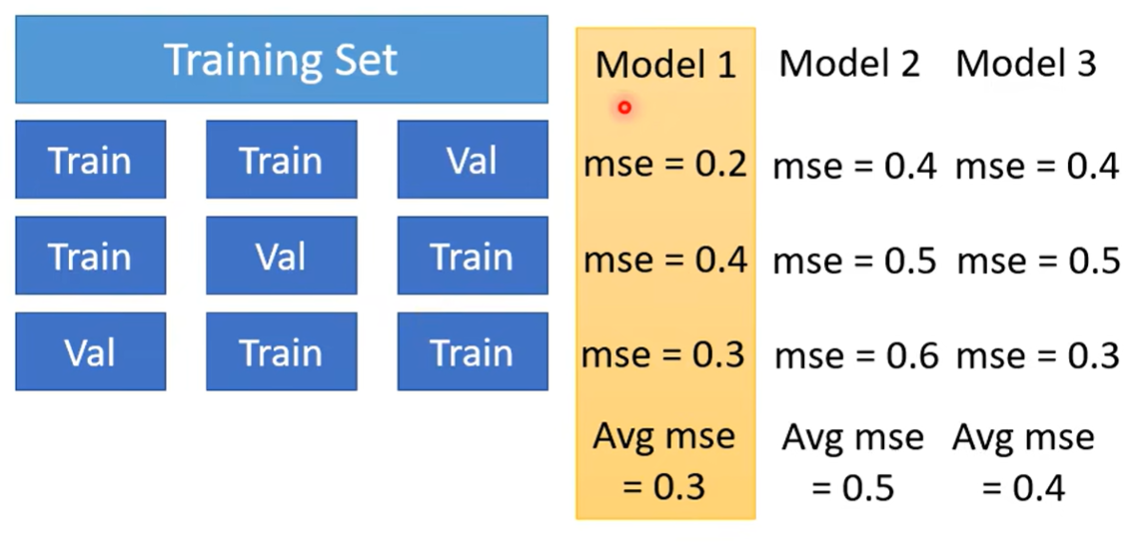 Training Set
Model 1 Model 2 Model 3
Train Train Val
mse = 0.2 mse = 0.4 mse = 0.4
Train Val Train
mse = 0.4 mse = 0.5 mse = 0.5
Val Train Train
mse = 0.3 mse = 0.6 mse = 0.3
Avg mse Avg mse Avg mse
= 0.3 = 0.5 = 0.4